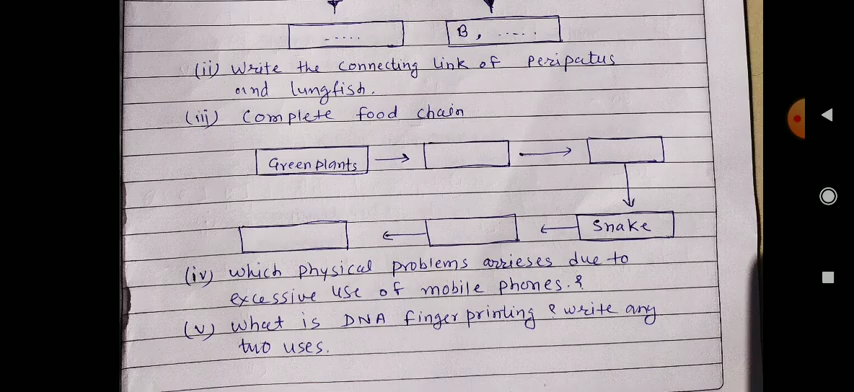 .....
B, .....
(ii) Write the connecting link of peripatus
and lungfish.
(iii) Complete food chain
Green plants
Snake
(iv) which physical problems arrieses due to
excessive use of mobile phones. ?
(v) What is DNA finger printing ? write any
two uses.